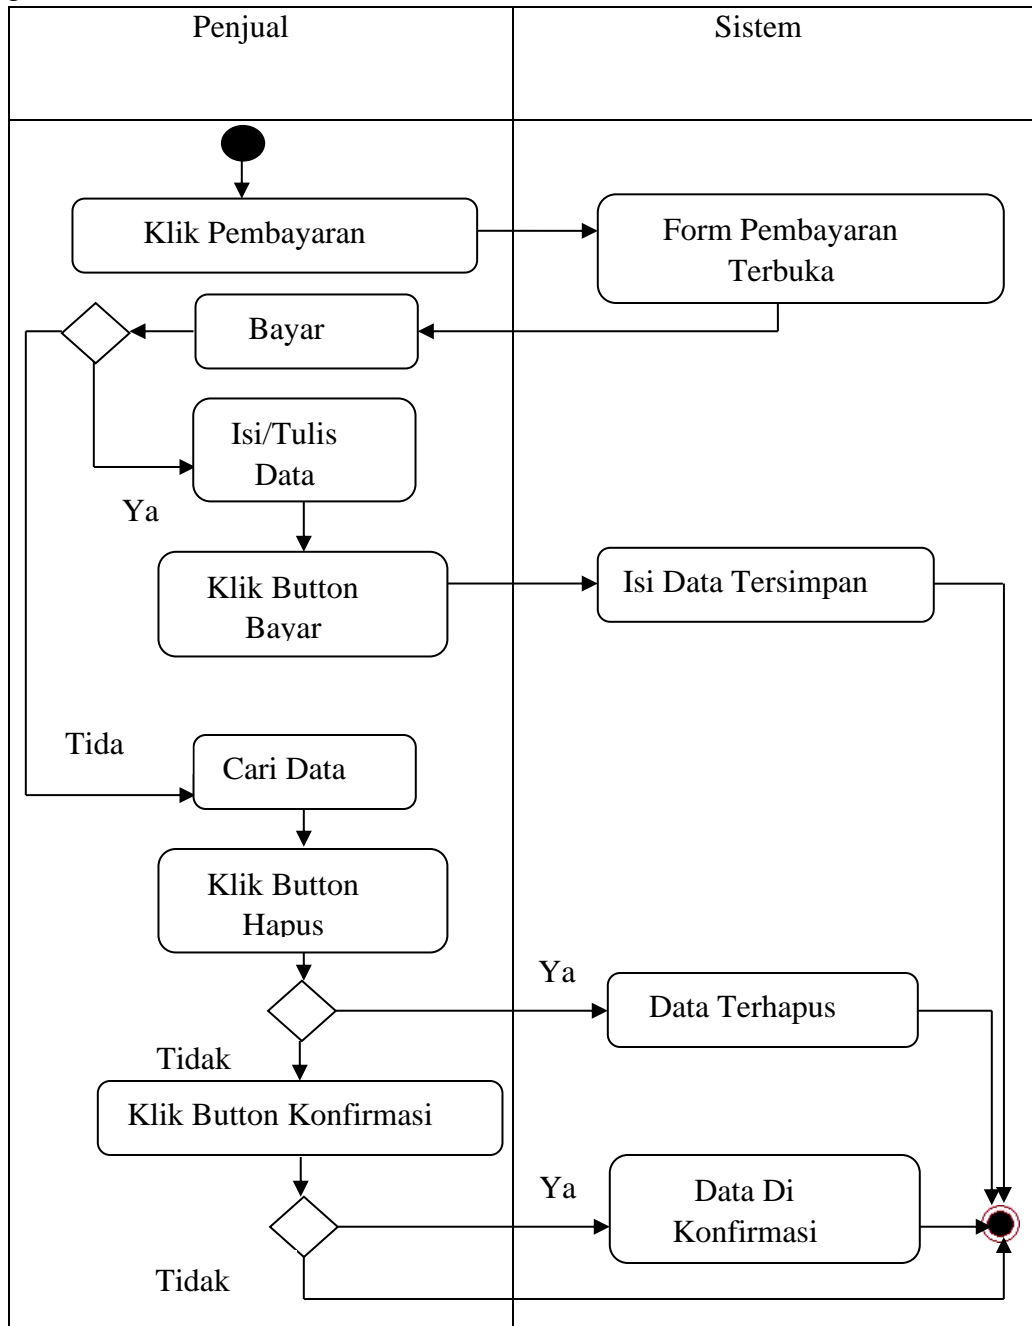 Penjual
Sistem
Klik Pembayaran
Form Pembayaran
Terbuka
Bayar
Isi/Tulis
Data
Ya
Klik Button
Bayar
Isi Data Tersimpan
Tida
Cari Data
Klik Button
Hapus
Ya
Data Terhapus
Tidak
Klik Button Konfirmasi
Ya
Data Di
Konfirmasi
Tidak